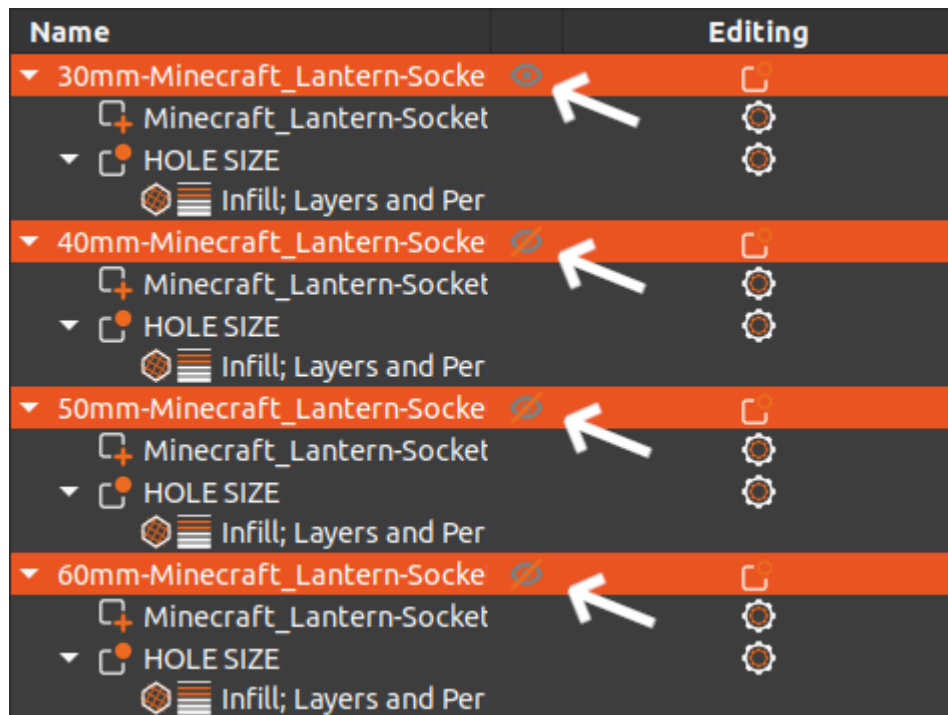 Name Editing
30mm-Minecraft_Lantern-Socke
Minecraft_Lantern-Socket
HOLE SIZE
Infill; Layers and Per
40mm-Minecraft_Lantern-Socke
Minecraft_Lantern-Socket
HOLE SIZE
Infill; Layers and Per
50mm-Minecraft_Lantern-Socke
Minecraft_Lantern-Socket
HOLE SIZE
Infill; Layers and Per
60mm-Minecraft_Lantern-Socke
Minecraft_Lantern-Socket
HOLE SIZE
Infill; Layers and Per